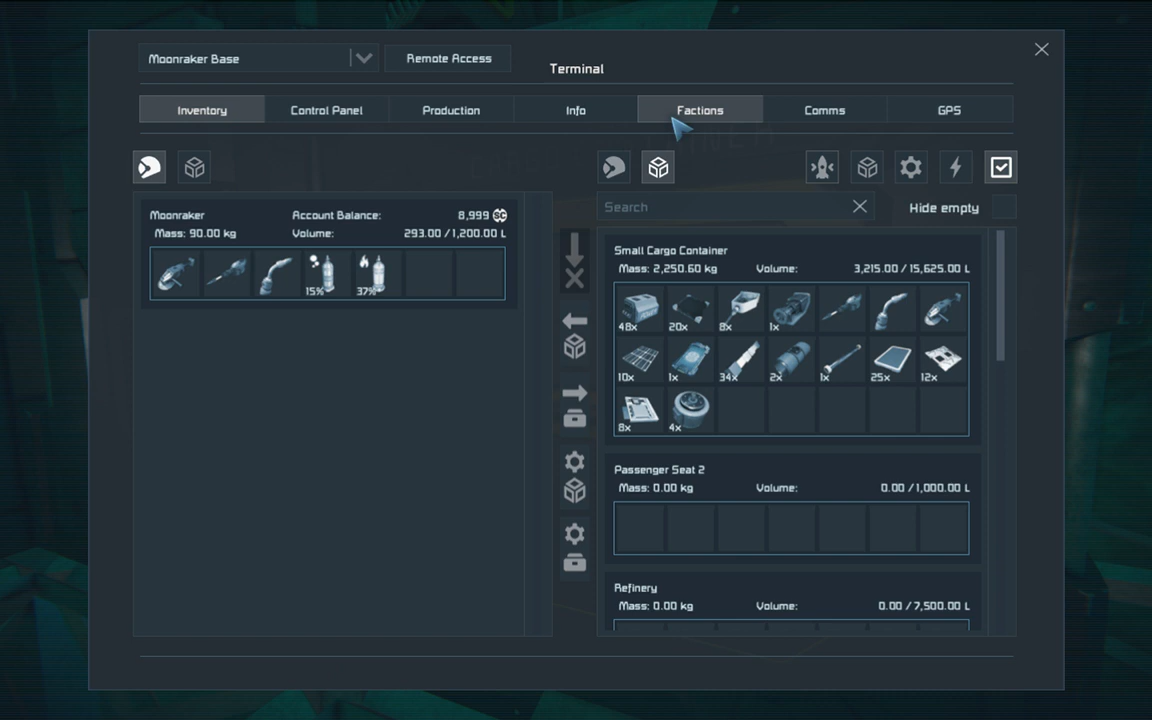 Moonraker Base
Remote Access
Terminal
Inventory
Control Panel
Production
Info
Factions
Comms
GPS
Search
Hide empty
Moonraker
Account Balance: 8,999 SC
Mass: 90.00 kg
Volume: 293.00 / 1,200.00 L
15%
37%
Small Cargo Container
Mass: 2,250.60 kg
Volume: 3,215.00 / 15,625.00 L
48x
20x
8x
1x
10x
1x
34x
2x
1x
25x
12x
8x
4x
Passenger Seat 2
Mass: 0.00 kg
Volume: 0.00 / 1,000.00 L
Refinery
Mass: 0.00 kg
Volume: 0.00 / 7,500.00 L